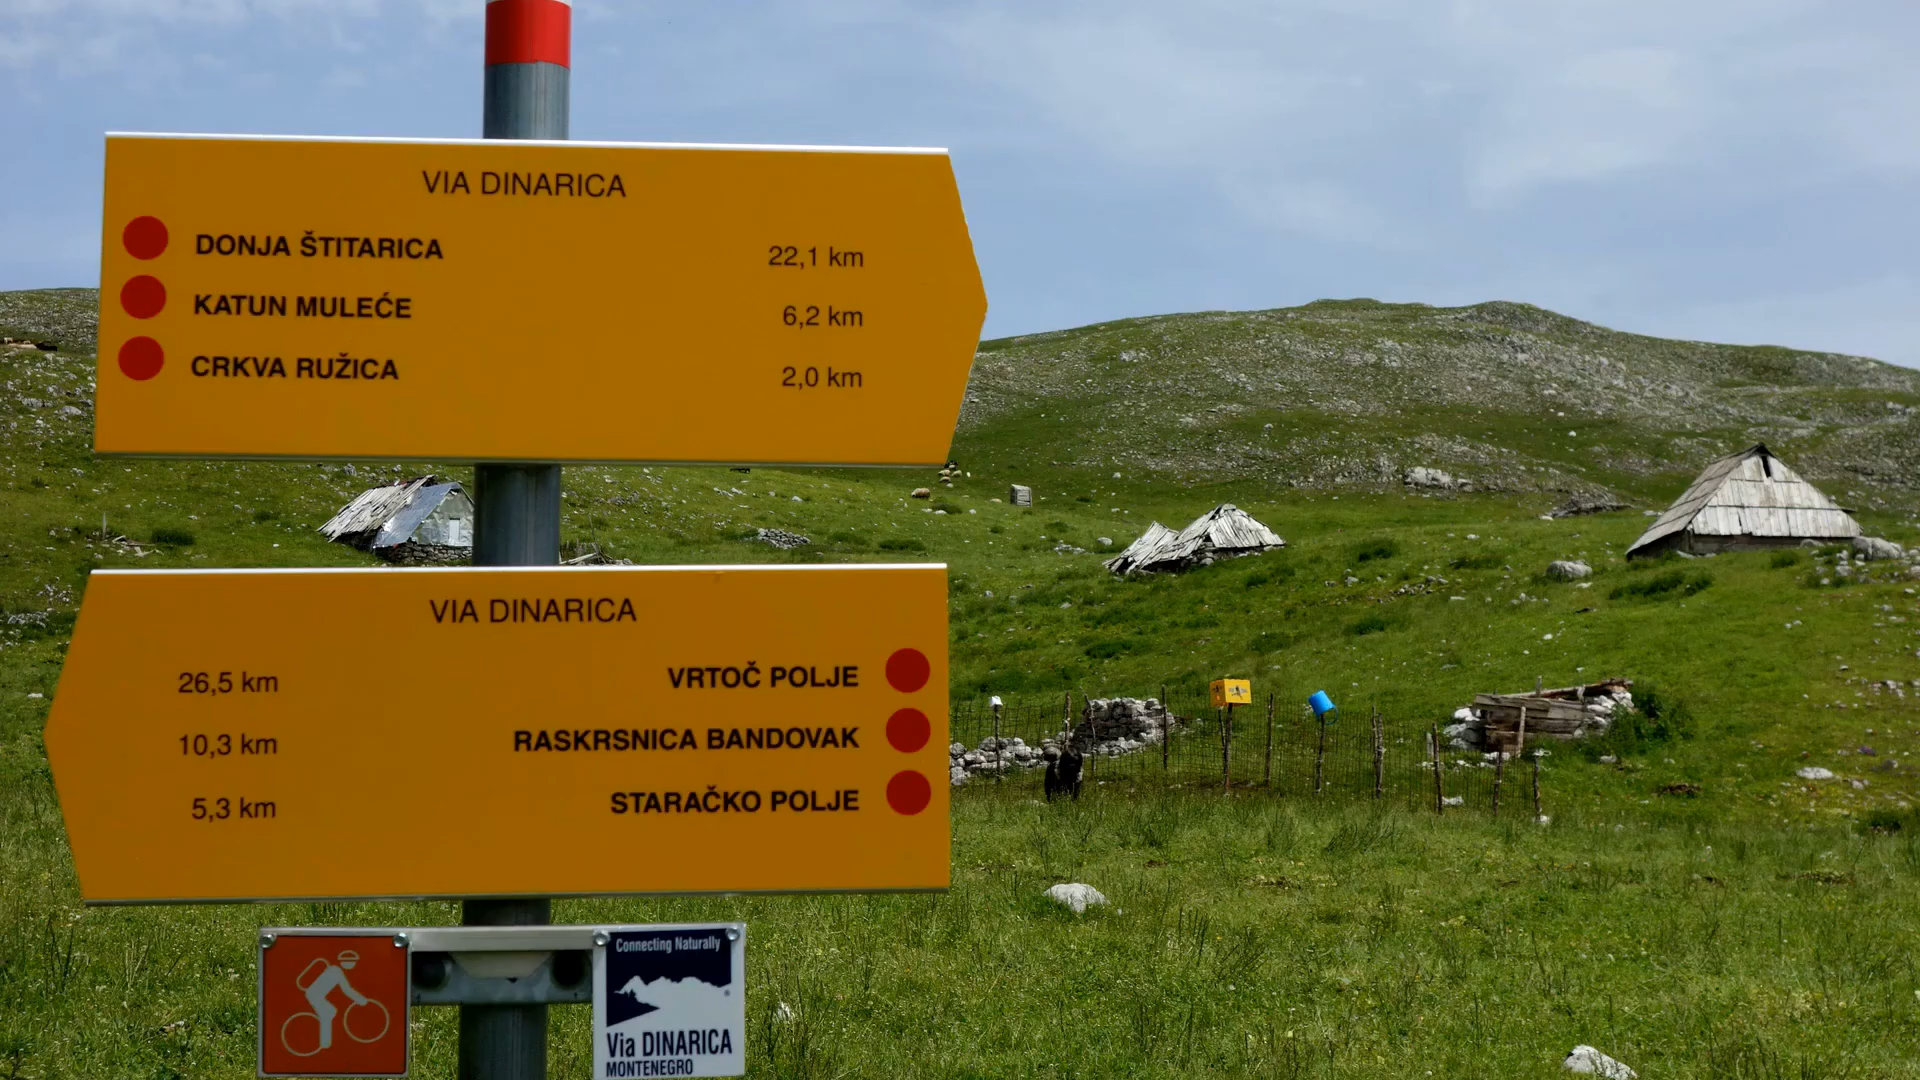 VIA DINARICA
DONJA ŠTITARICA 22,1 km
KATUN MULEĆE 6,2 km
CRKVA RUŽICA 2,0 km
VIA DINARICA
26,5 km VRTOČ POLJE
10,3 km RASKRSNICA BANDOVAK
5,3 km STARAČKO POLJE
Connecting Naturally
Via DINARICA
MONTENEGRO